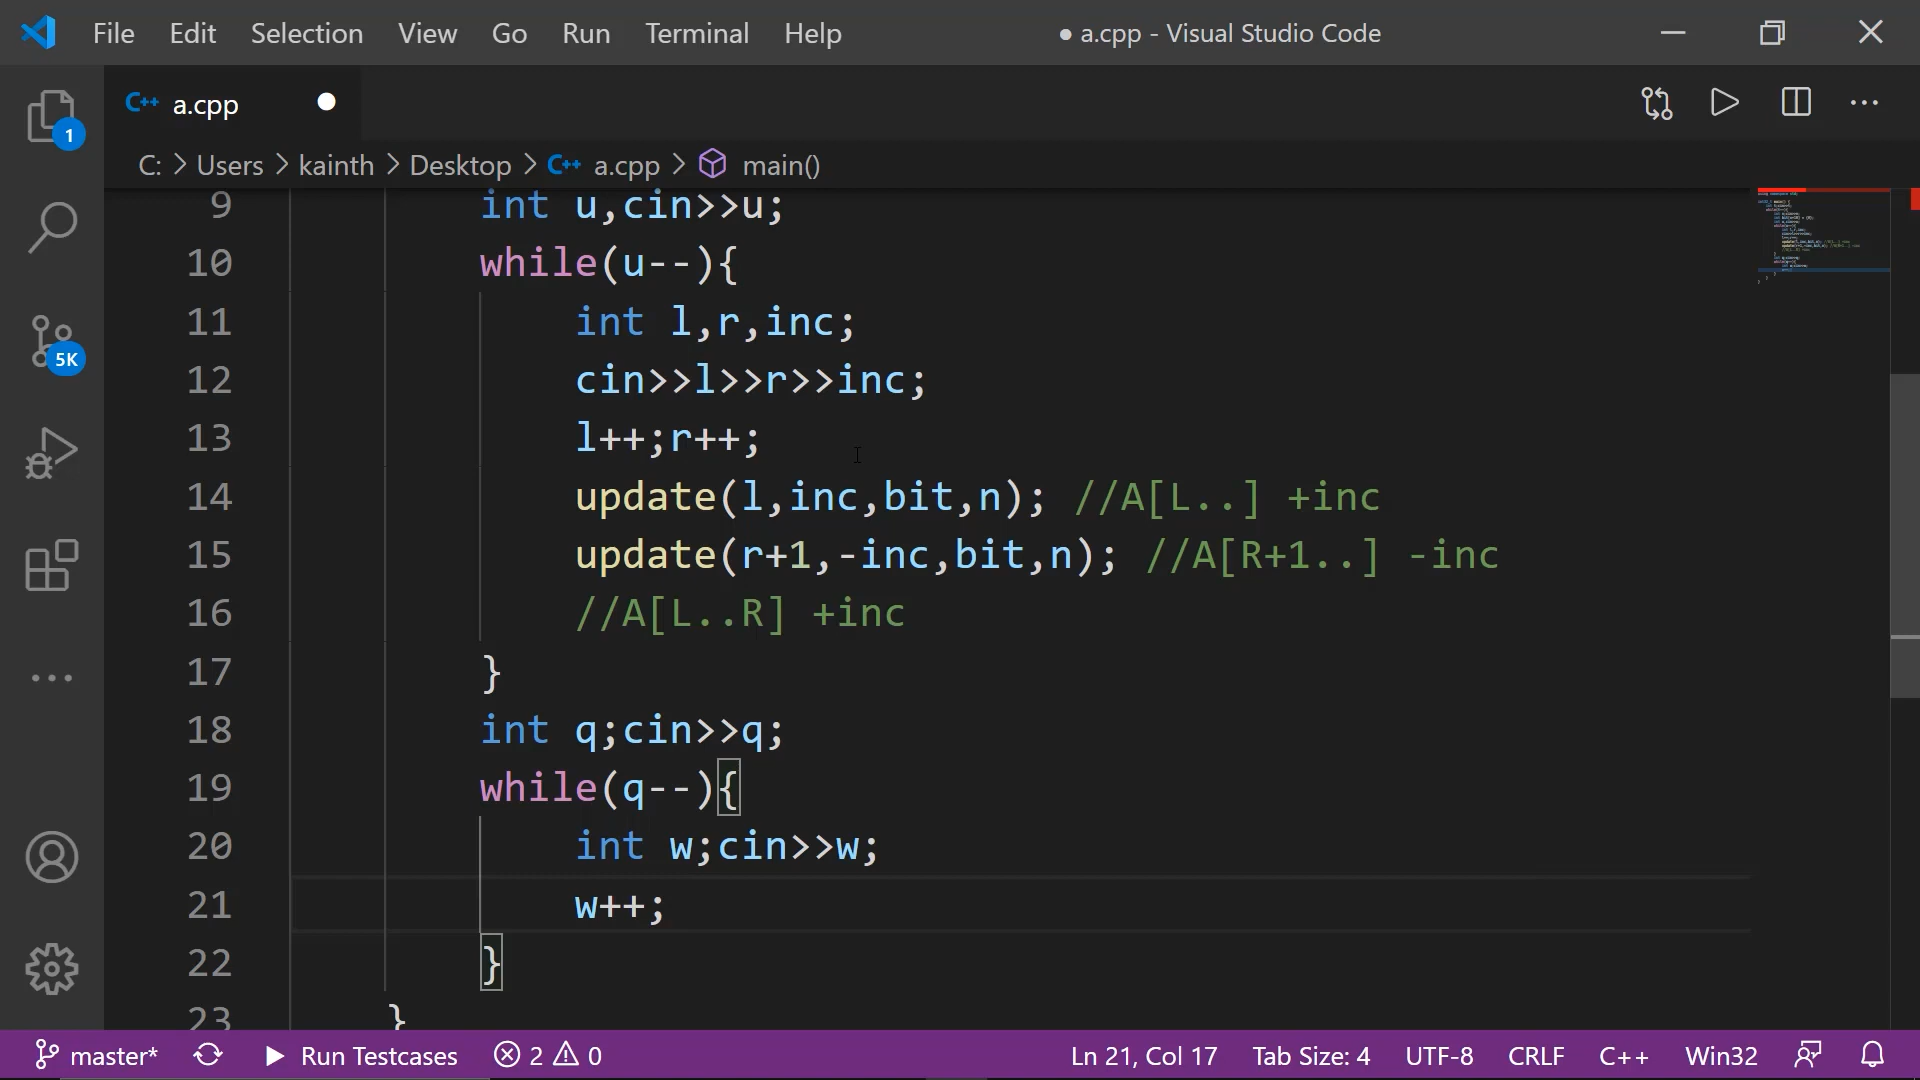 File Edit Selection View Go Run Terminal Help ● a.cpp - Visual Studio Code
C++ a.cpp ●
1
C: > Users > kainth > Desktop > C++ a.cpp > main()
9 int u,cin>>u;
10 while(u--){
11 int l,r,inc;
12 cin>>l>>r>>inc;
13 l++;r++;
14 update(l,inc,bit,n); //A[L..] +inc
15 update(r+1,-inc,bit,n); //A[R+1..] -inc
16 //A[L..R] +inc
17 }
18 int q;cin>>q;
19 while(q--){
20 int w;cin>>w;
21 w++;
22 }
23 }
5K
master* Run Testcases 2 0 Ln 21, Col 17 Tab Size: 4 UTF-8 CRLF C++ Win32